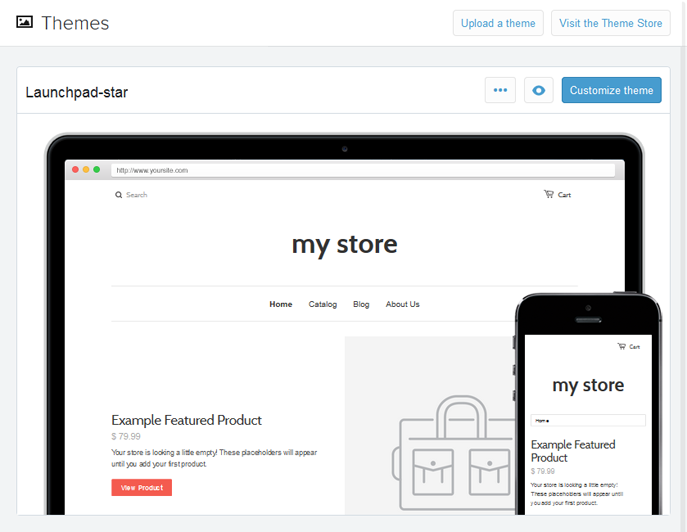 Themes
Upload a theme
Visit the Theme Store
Launchpad-star
Customize theme
http://www.yoursite.com
Search
Cart
my store
Home
Catalog
Blog
About Us
Example Featured Product
$ 79.99
Your store is looking a little empty! These placeholders will appear
until you add your first product.
View Product
Cart
my store
Home
Example Featured
Product
$ 79.99
Your store is looking a little empty!
These placeholders will appear until
you add your first product.